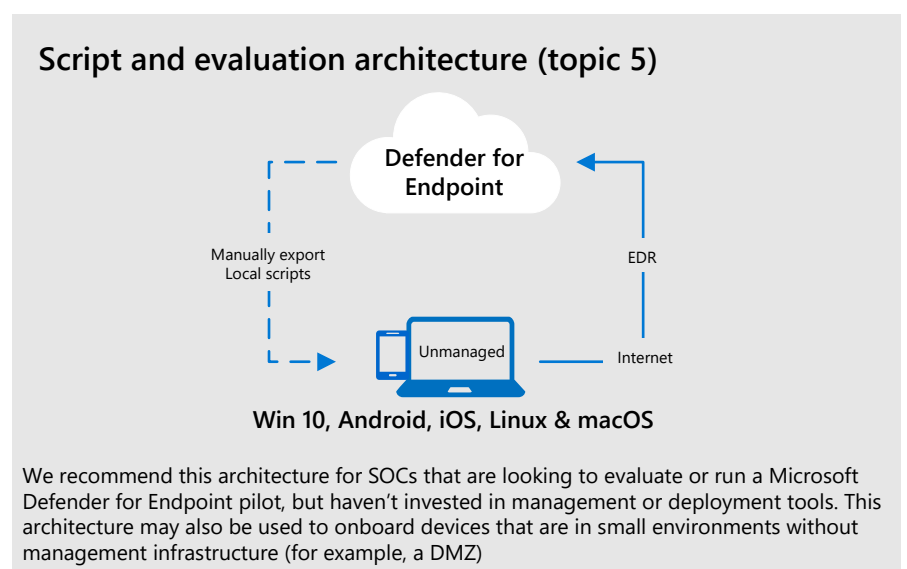 Script and evaluation architecture (topic 5)
Defender for
Endpoint
Manually export
Local scripts
EDR
Unmanaged
Internet
Win 10, Android, iOS, Linux & macOS
We recommend this architecture for SOCs that are looking to evaluate or run a Microsoft
Defender for Endpoint pilot, but haven’t invested in management or deployment tools. This
architecture may also be used to onboard devices that are in small environments without
management infrastructure (for example, a DMZ)